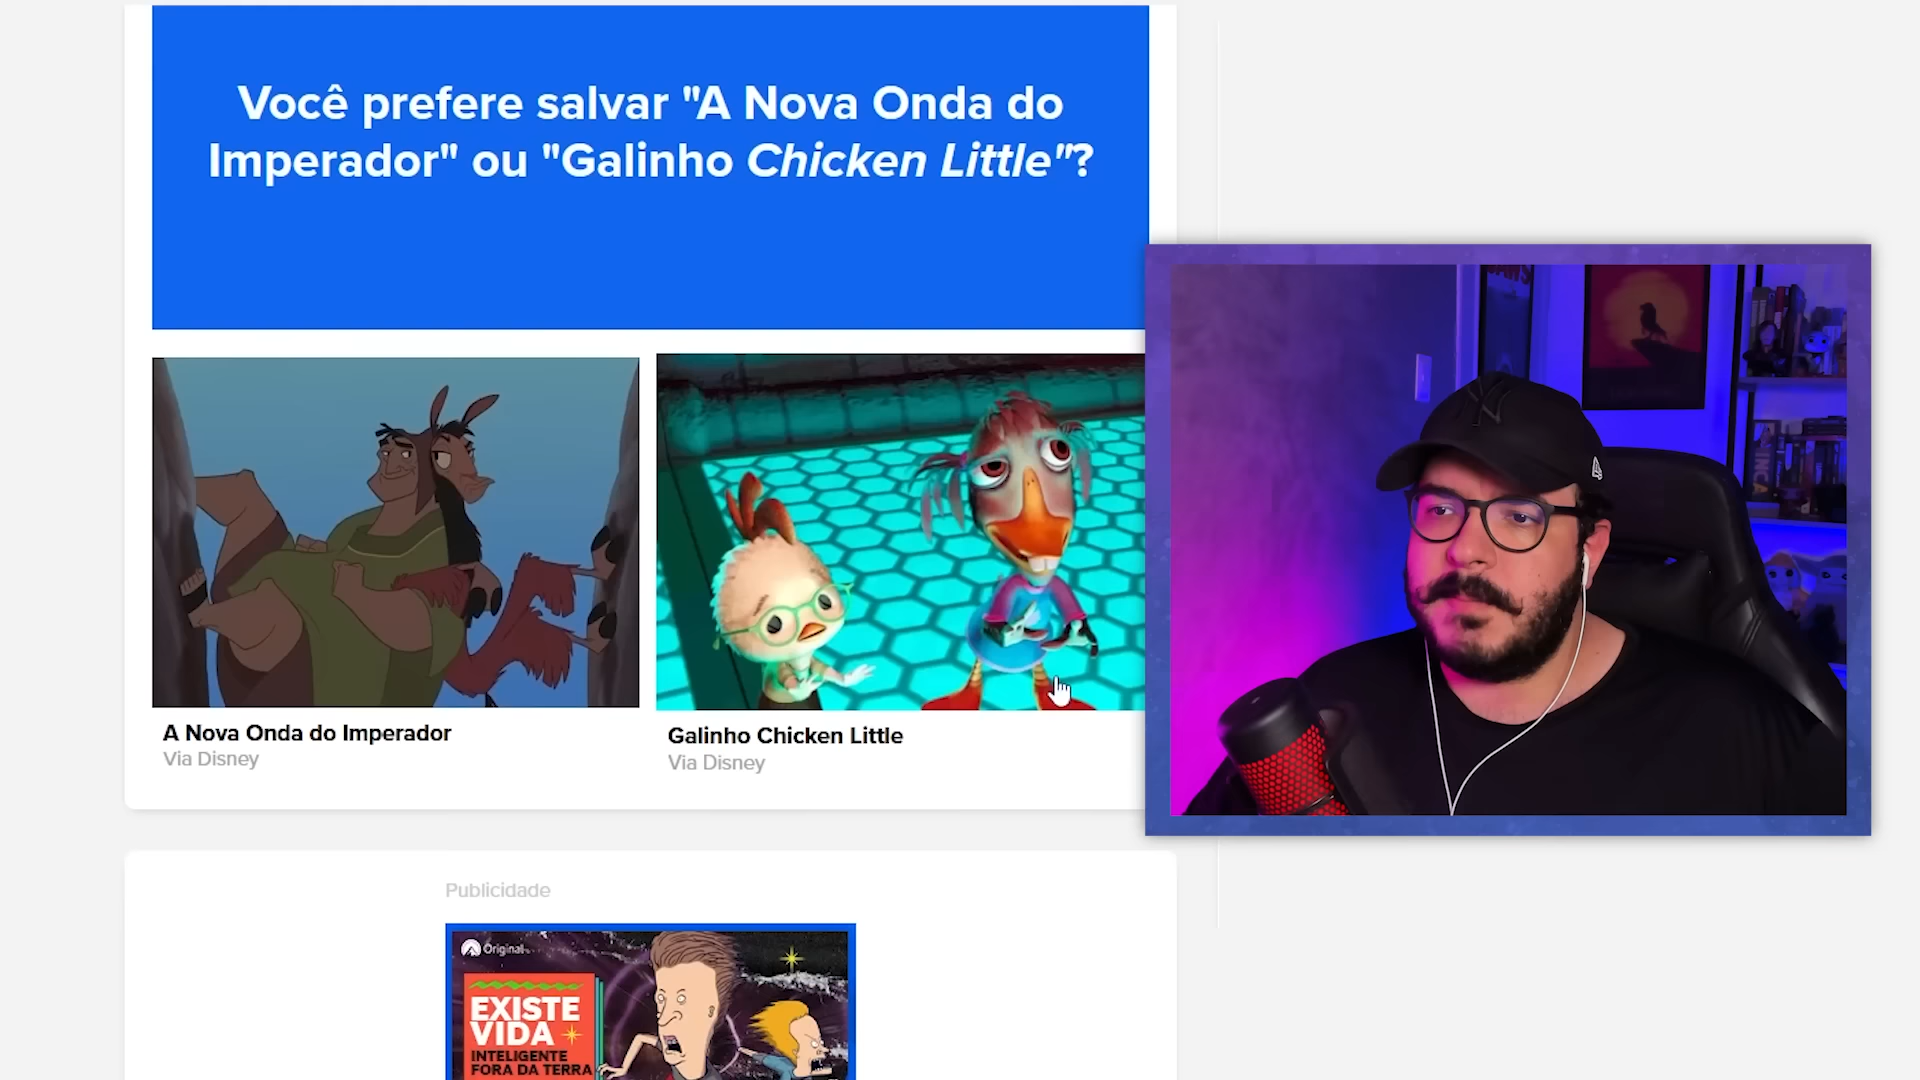 Você prefere salvar "A Nova Onda do
Imperador" ou "Galinho Chicken Little"?
A Nova Onda do Imperador
Via Disney
Galinho Chicken Little
Via Disney
Publicidade
Original
EXISTE
VIDA
INTELIGENTE
FORA DA TERRA
NY